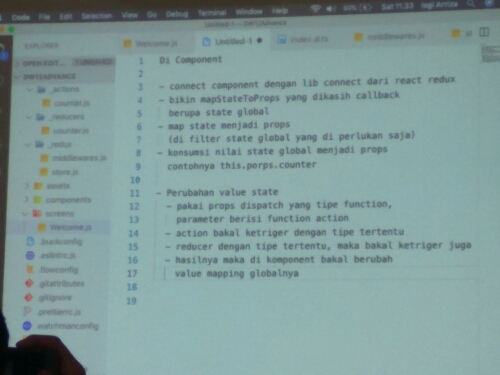 Code File Edit Selection View Go Debug Terminal Window Help
50% Sat 11.33 Isgi Arriza
Untitled-1 — DW1EADVANCE
EXPLORER
Welcome.js Untitled-1 index.d.ts middlewares.js
OPEN EDIT... 1 UNSAVED
DW1EADVANCE
_actions
counter.js
_reducers
counter.js
_redux
middlewares.js
store.js
assets
components
screens
Welcome.js
.buckconfig
.eslintrc.js
.flowconfig
.gitattributes
.gitignore
.prettierrc.js
.watchmanconfig
1 Di Component
2
3 - connect component dengan lib connect dari react redux
4 - bikin mapStateToProps yang dikasih callback
5 berupa state global
6 - map state menjadi props
7 (di filter state global yang di perlukan saja)
8 - konsumsi nilai state global menjadi props
9 contohnya this.porps.counter
10
11 - Perubahan value state
12 - pakai props dispatch yang tipe function,
13 parameter berisi function action
14 - action bakal ketriger dengan tipe tertentu
15 - reducer dengan tipe tertentu, maka bakal ketriger juga
16 - hasilnya maka di komponent bakal berubah
17 value mapping globalnya
18
19